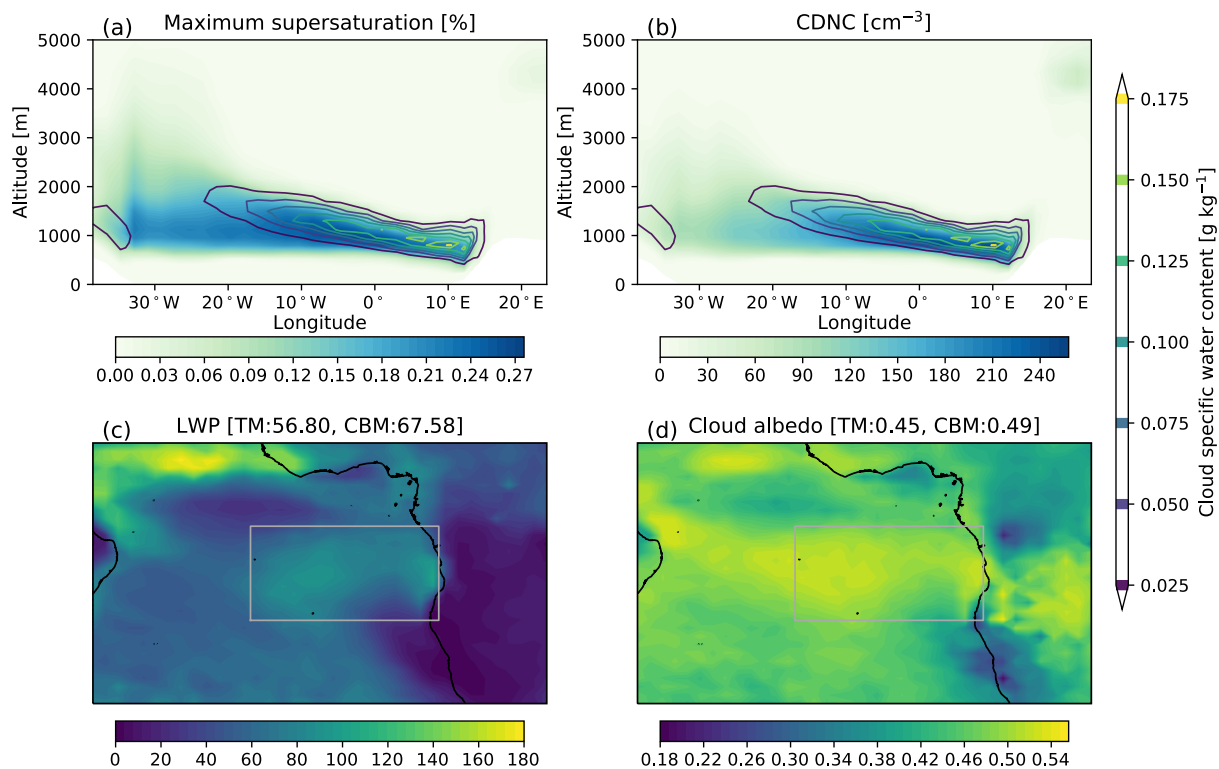 (a) Maximum supersaturation [%]
5000
4000
3000
2000
1000
0
Altitude [m]
30°W 20°W 10°W 0° 10°E 20°E
Longitude
0.00 0.03 0.06 0.09 0.12 0.15 0.18 0.21 0.24 0.27
(b) CDNC [cm⁻³]
5000
4000
3000
2000
1000
0
Altitude [m]
30°W 20°W 10°W 0° 10°E 20°E
Longitude
0 30 60 90 120 150 180 210 240
0.175
0.150
0.125
0.100
0.075
0.050
0.025
Cloud specific water content [g kg⁻¹]
(c) LWP [TM:56.80, CBM:67.58]
0 20 40 60 80 100 120 140 160 180
(d) Cloud albedo [TM:0.45, CBM:0.49]
0.18 0.22 0.26 0.30 0.34 0.38 0.42 0.46 0.50 0.54